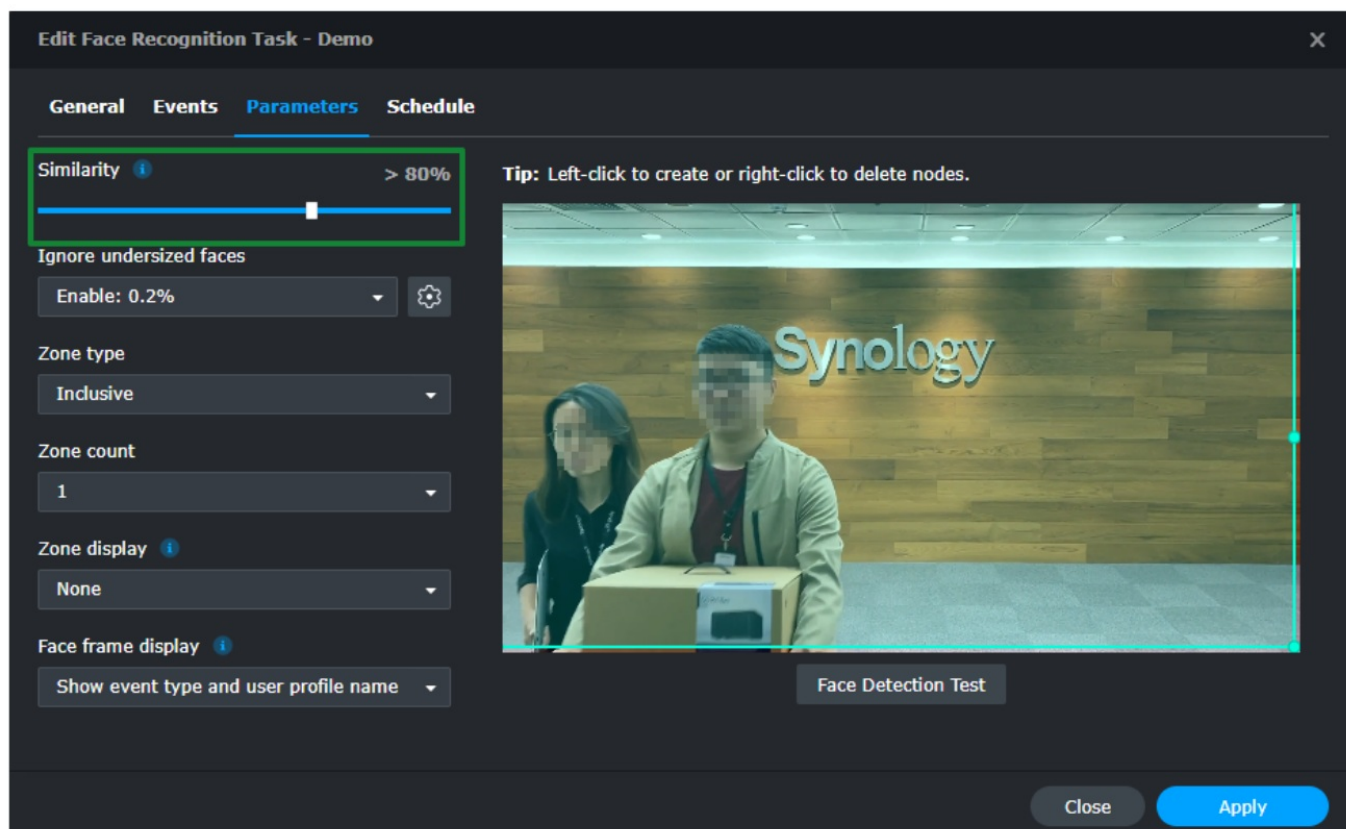 Edit Face Recognition Task - Demo
General Events Parameters Schedule
Similarity
> 80%
Ignore undersized faces
Enable: 0.2%
Zone type
Inclusive
Zone count
1
Zone display
None
Face frame display
Show event type and user profile name
Tip: Left-click to create or right-click to delete nodes.
Synology
Face Detection Test
Close Apply